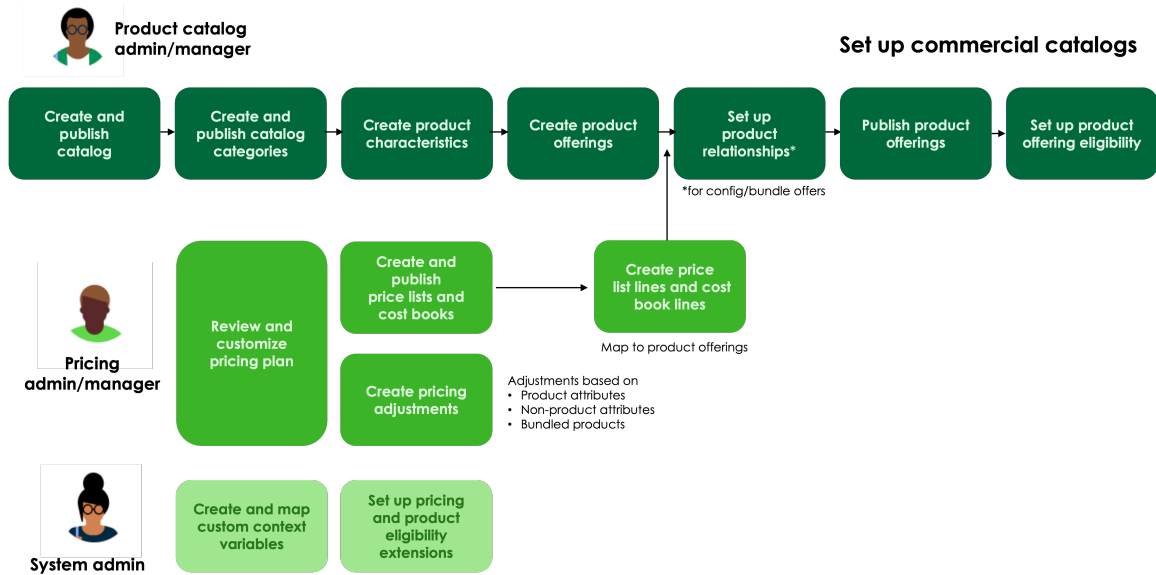 Product catalog
admin/manager
Set up commercial catalogs
Create and
publish
catalog
Create and
publish catalog
categories
Create product
characteristics
Create product
offerings
Set up
product
relationships*
Publish product
offerings
Set up product
offering eligibility
*for config/bundle offers
Pricing
admin/manager
Review and
customize
pricing plan
Create and
publish
price lists and
cost books
Create price
list lines and cost
book lines
Map to product offerings
Create pricing
adjustments
Adjustments based on
• Product attributes
• Non-product attributes
• Bundled products
System admin
Create and map
custom context
variables
Set up pricing
and product
eligibility
extensions